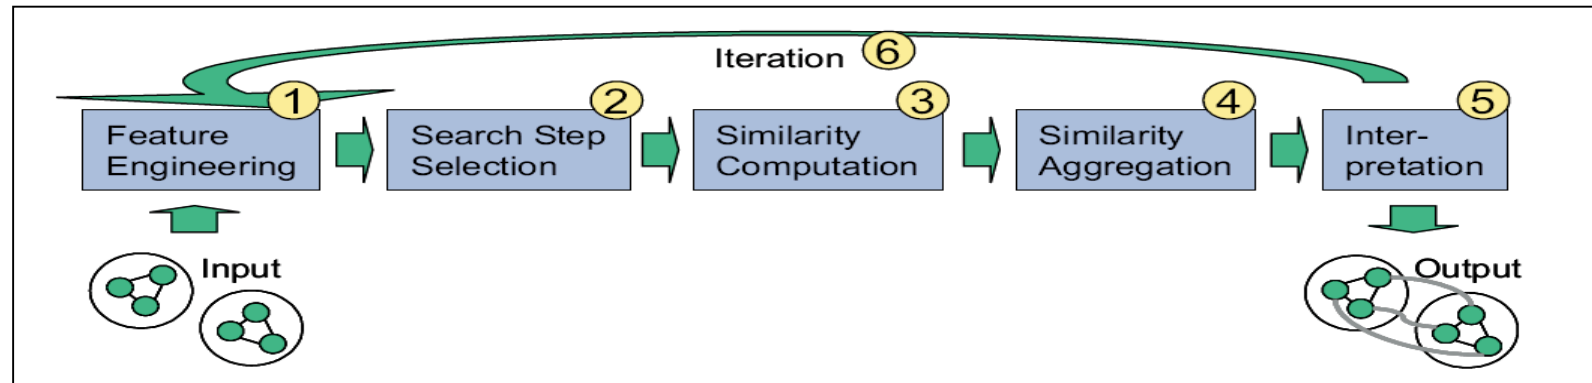 Iteration 6
1
Feature
Engineering
2
Search Step
Selection
3
Similarity
Computation
4
Similarity
Aggregation
5
Inter-
pretation
Input
Output